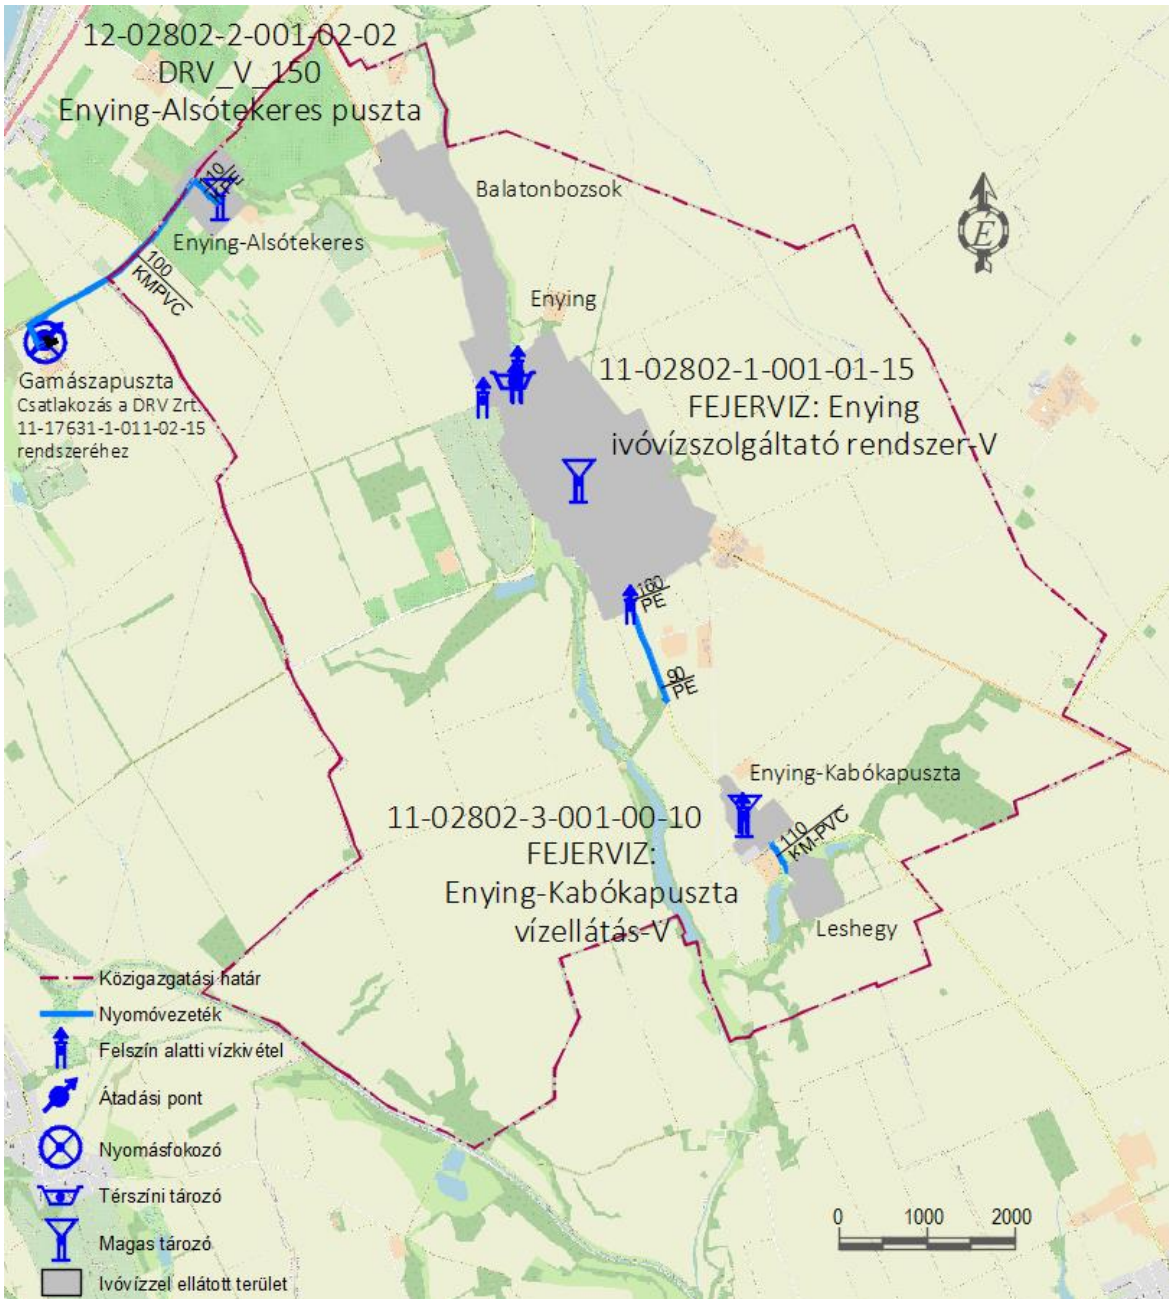 12-02802-2-001-02-02
DRV_V_150
Enying-Alsótekeres puszta
Balatonbozsok
Enying-Alsótekeres
100
KMPVC
Enying
É
Gamászapuszta
Csatlakozás a DRV Zrt.
11-17631-1-011-02-15
rendszeréhez
11-02802-1-001-01-15
FEJERVIZ: Enying
ivóvízszolgáltató rendszer-V
160
PE
90
PE
Enying-Kabókapuszta
110
KM-PVC
11-02802-3-001-00-10
FEJERVIZ:
Enying-Kabókapuszta
vízellátás-V
Leshegy
Közigazgatási határ
Nyomóvezeték
Felszín alatti vízkivétel
Átadási pont
Nyomásfokozó
Térszíni tározó
Magas tározó
Ivóvízzel ellátott terület
0 1000 2000